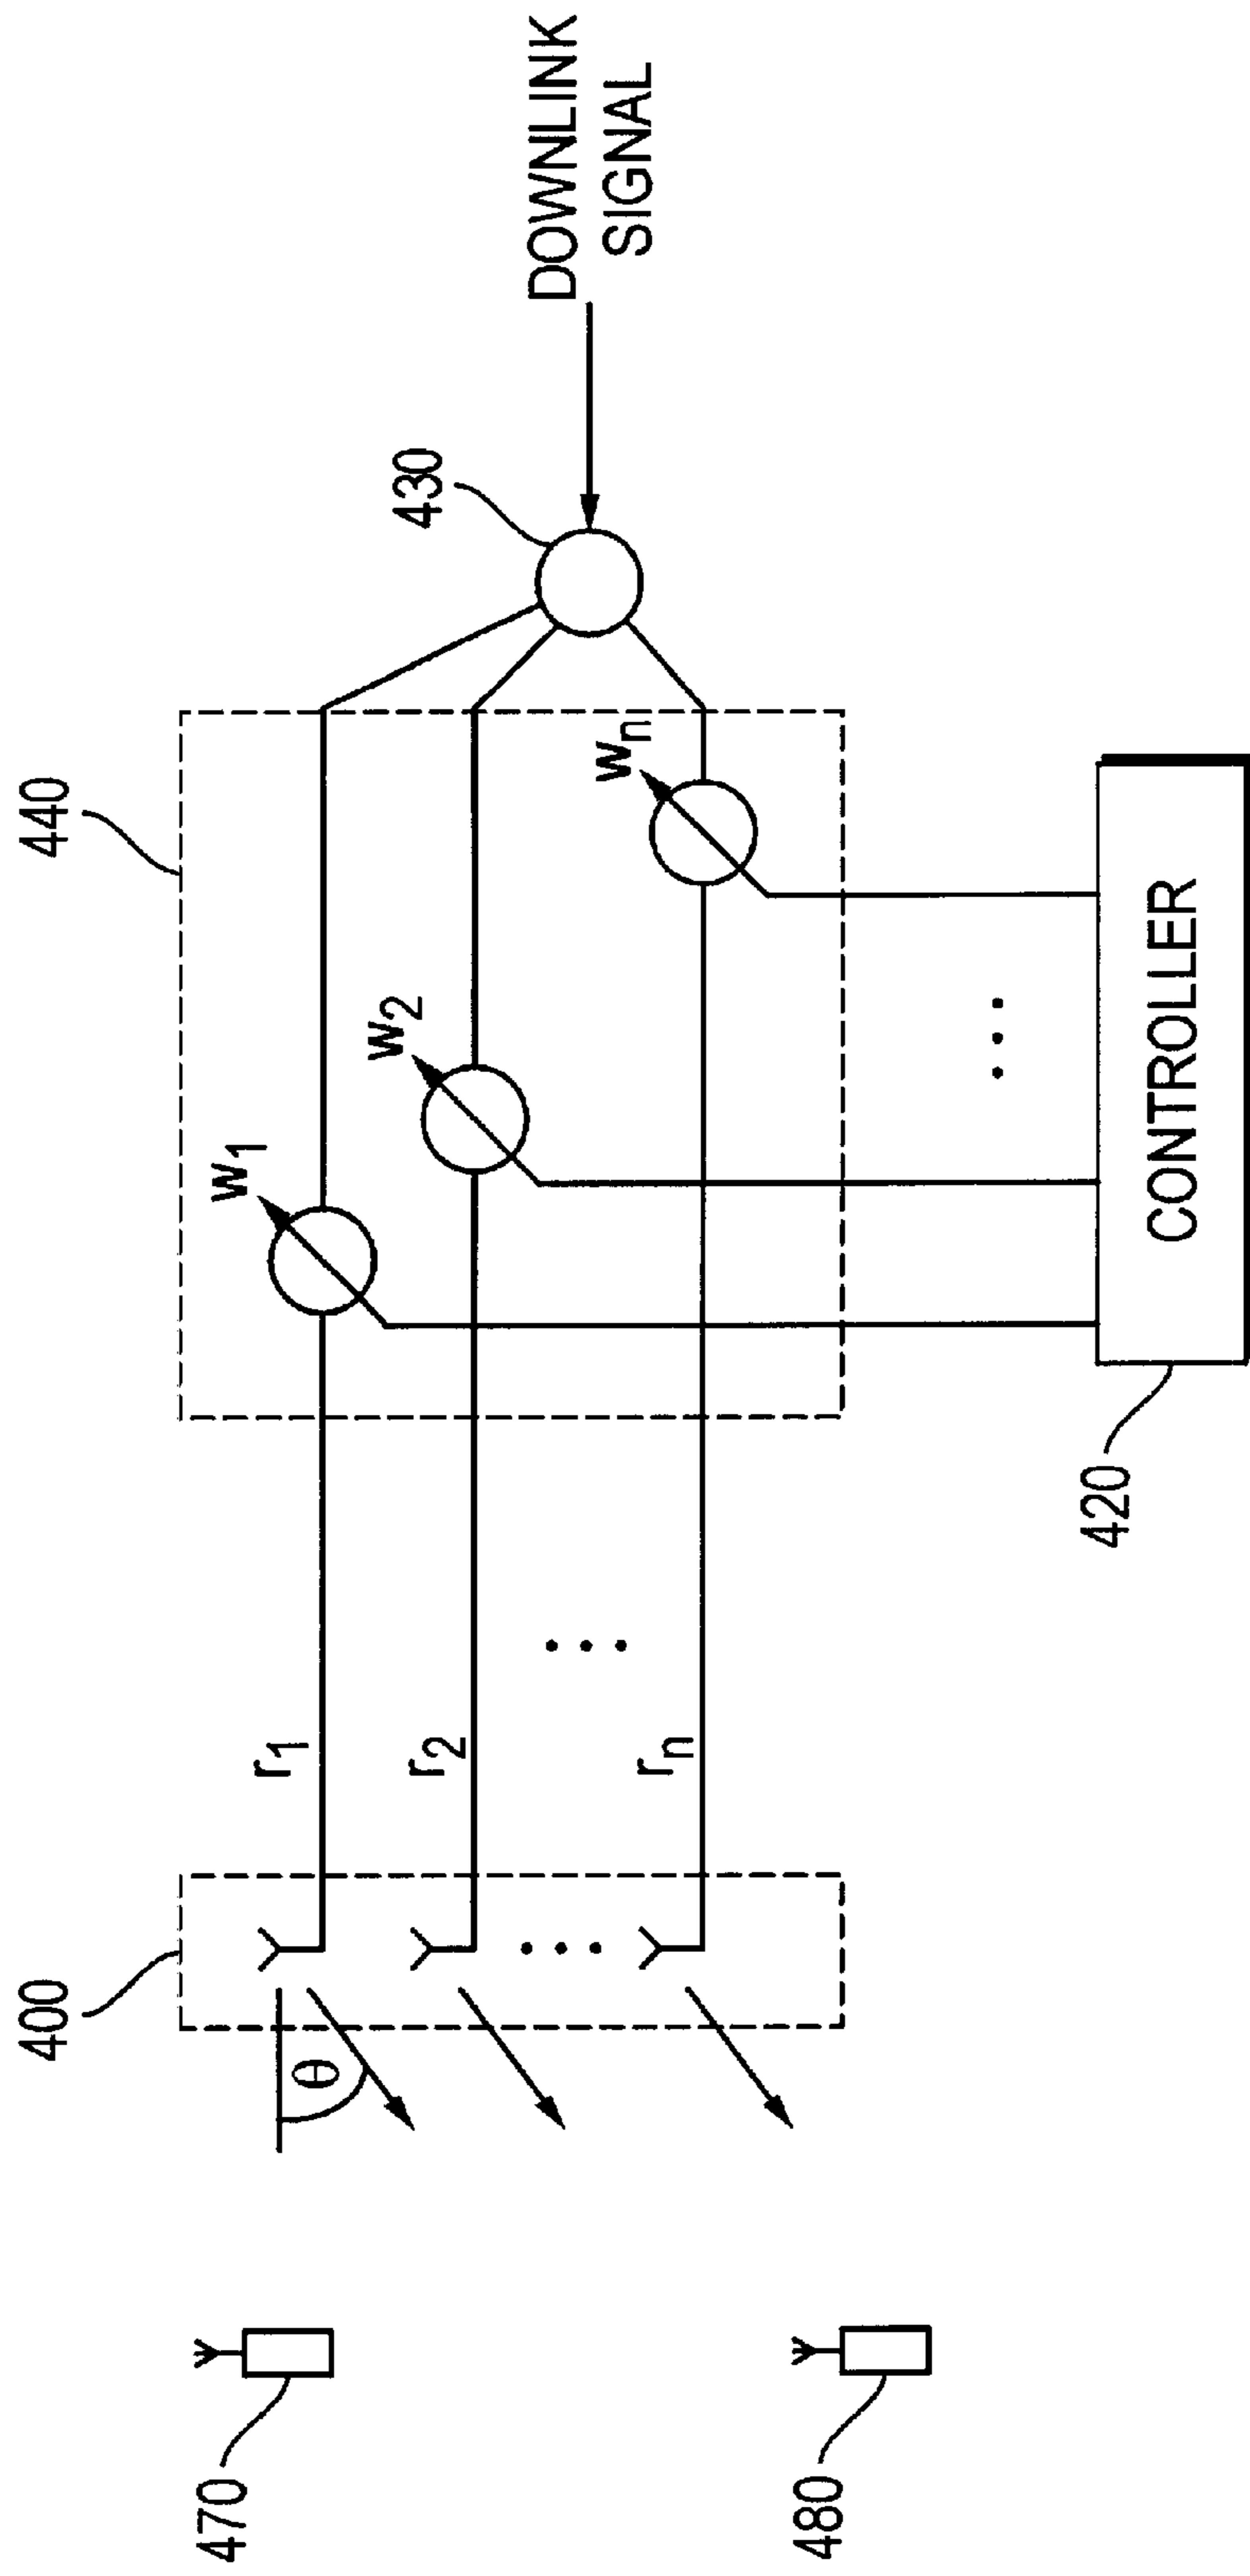 470
480
400
θ
r1
r2
rn
440
w1
w2
wn
430
DOWNLINK
SIGNAL
420
CONTROLLER